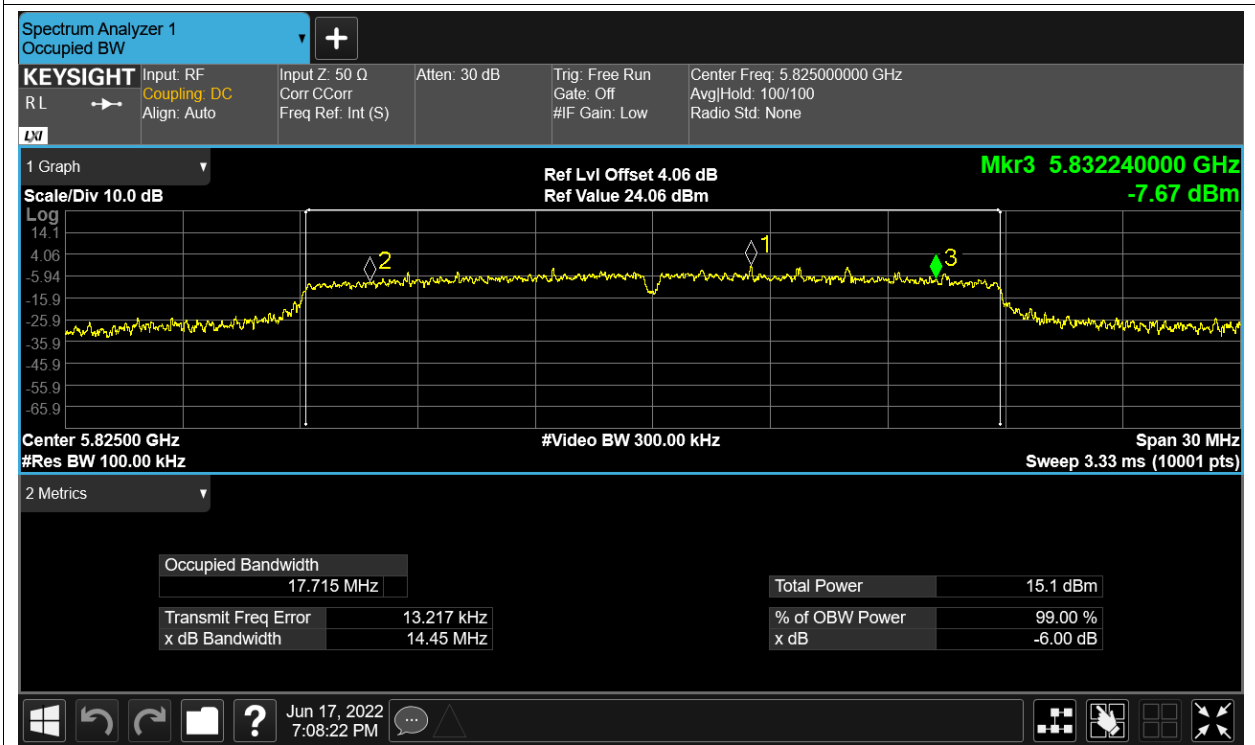 Spectrum Analyzer 1
Occupied BW
KEYSIGHT
R L
LXI
Input: RF
Coupling: DC
Align: Auto
Input Z: 50 Ω
Corr CCorr
Freq Ref: Int (S)
Atten: 30 dB
Trig: Free Run
Gate: Off
#IF Gain: Low
Center Freq: 5.825000000 GHz
Avg|Hold: 100/100
Radio Std: None
1 Graph
Scale/Div 10.0 dB
Ref Lvl Offset 4.06 dB
Ref Value 24.06 dBm
Mkr3 5.832240000 GHz
-7.67 dBm
Log
14.1
4.06
-5.94
-15.9
-25.9
-35.9
-45.9
-55.9
-65.9
2
1
3
Center 5.82500 GHz
#Res BW 100.00 kHz
#Video BW 300.00 kHz
Span 30 MHz
Sweep 3.33 ms (10001 pts)
2 Metrics
Occupied Bandwidth
17.715 MHz
Transmit Freq Error 13.217 kHz
x dB Bandwidth 14.45 MHz
Total Power 15.1 dBm
% of OBW Power 99.00 %
x dB -6.00 dB
?
Jun 17, 2022
7:08:22 PM